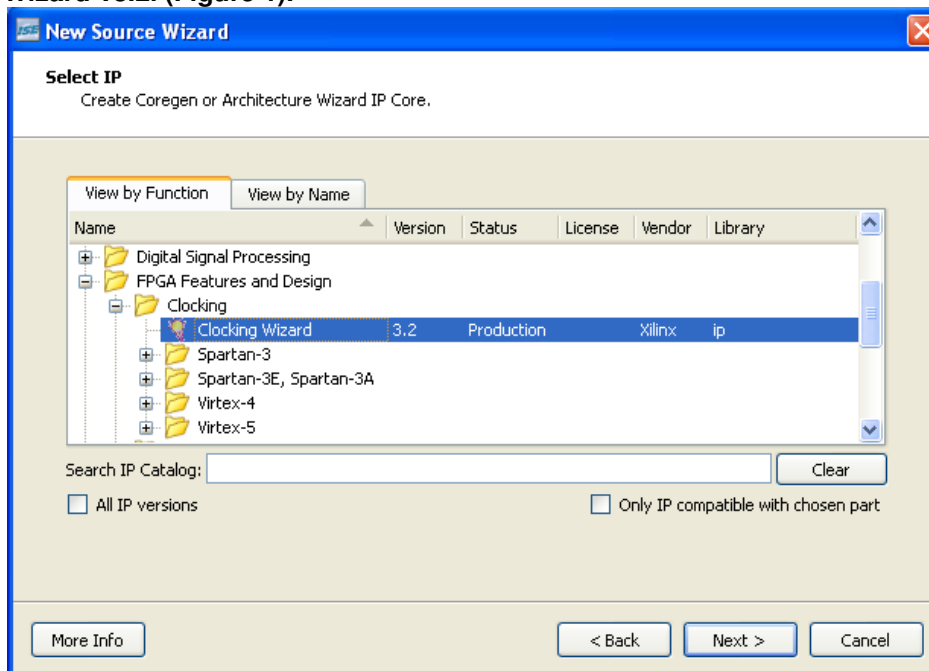 ISE New Source Wizard
Select IP
Create Coregen or Architecture Wizard IP Core.
View by Function View by Name
Name Version Status License Vendor Library
Digital Signal Processing
FPGA Features and Design
Clocking
Clocking Wizard 3.2 Production Xilinx ip
Spartan-3
Spartan-3E, Spartan-3A
Virtex-4
Virtex-5
Search IP Catalog: Clear
All IP versions Only IP compatible with chosen part
More Info < Back Next > Cancel